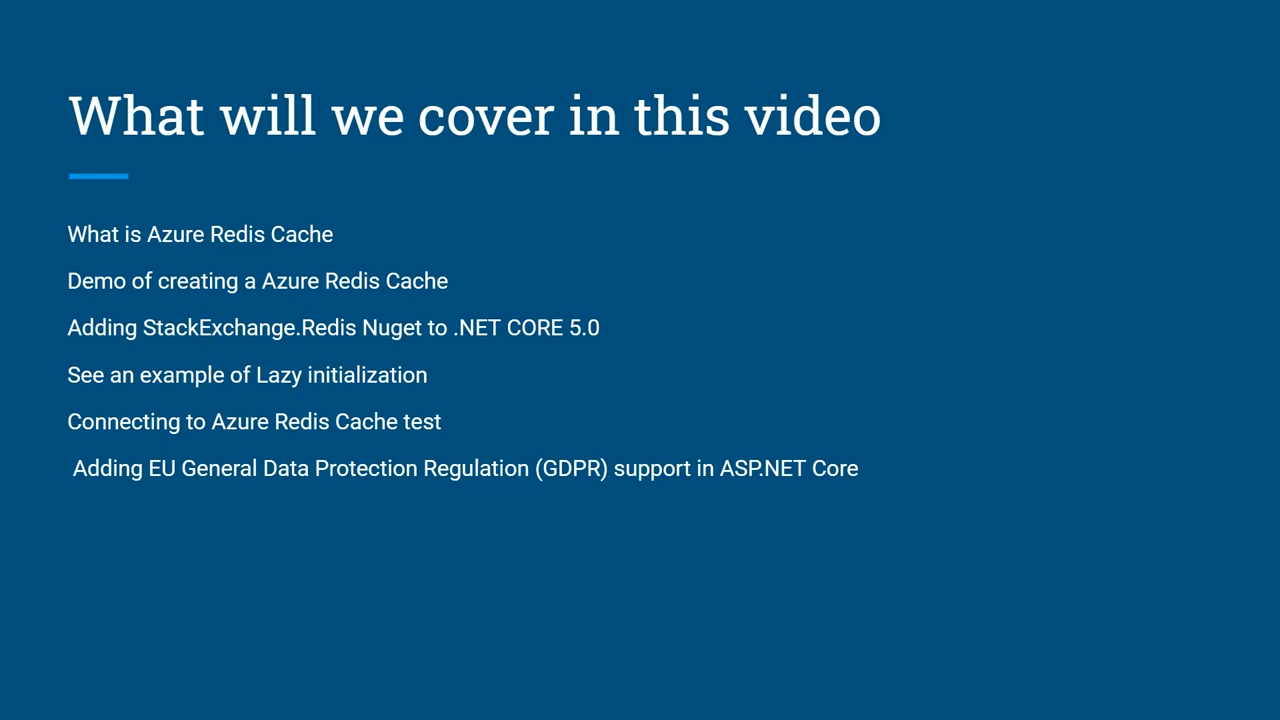 What will we cover in this video
What is Azure Redis Cache
Demo of creating a Azure Redis Cache
Adding StackExchange.Redis Nuget to .NET CORE 5.0
See an example of Lazy initialization
Connecting to Azure Redis Cache test
Adding EU General Data Protection Regulation (GDPR) support in ASP.NET Core